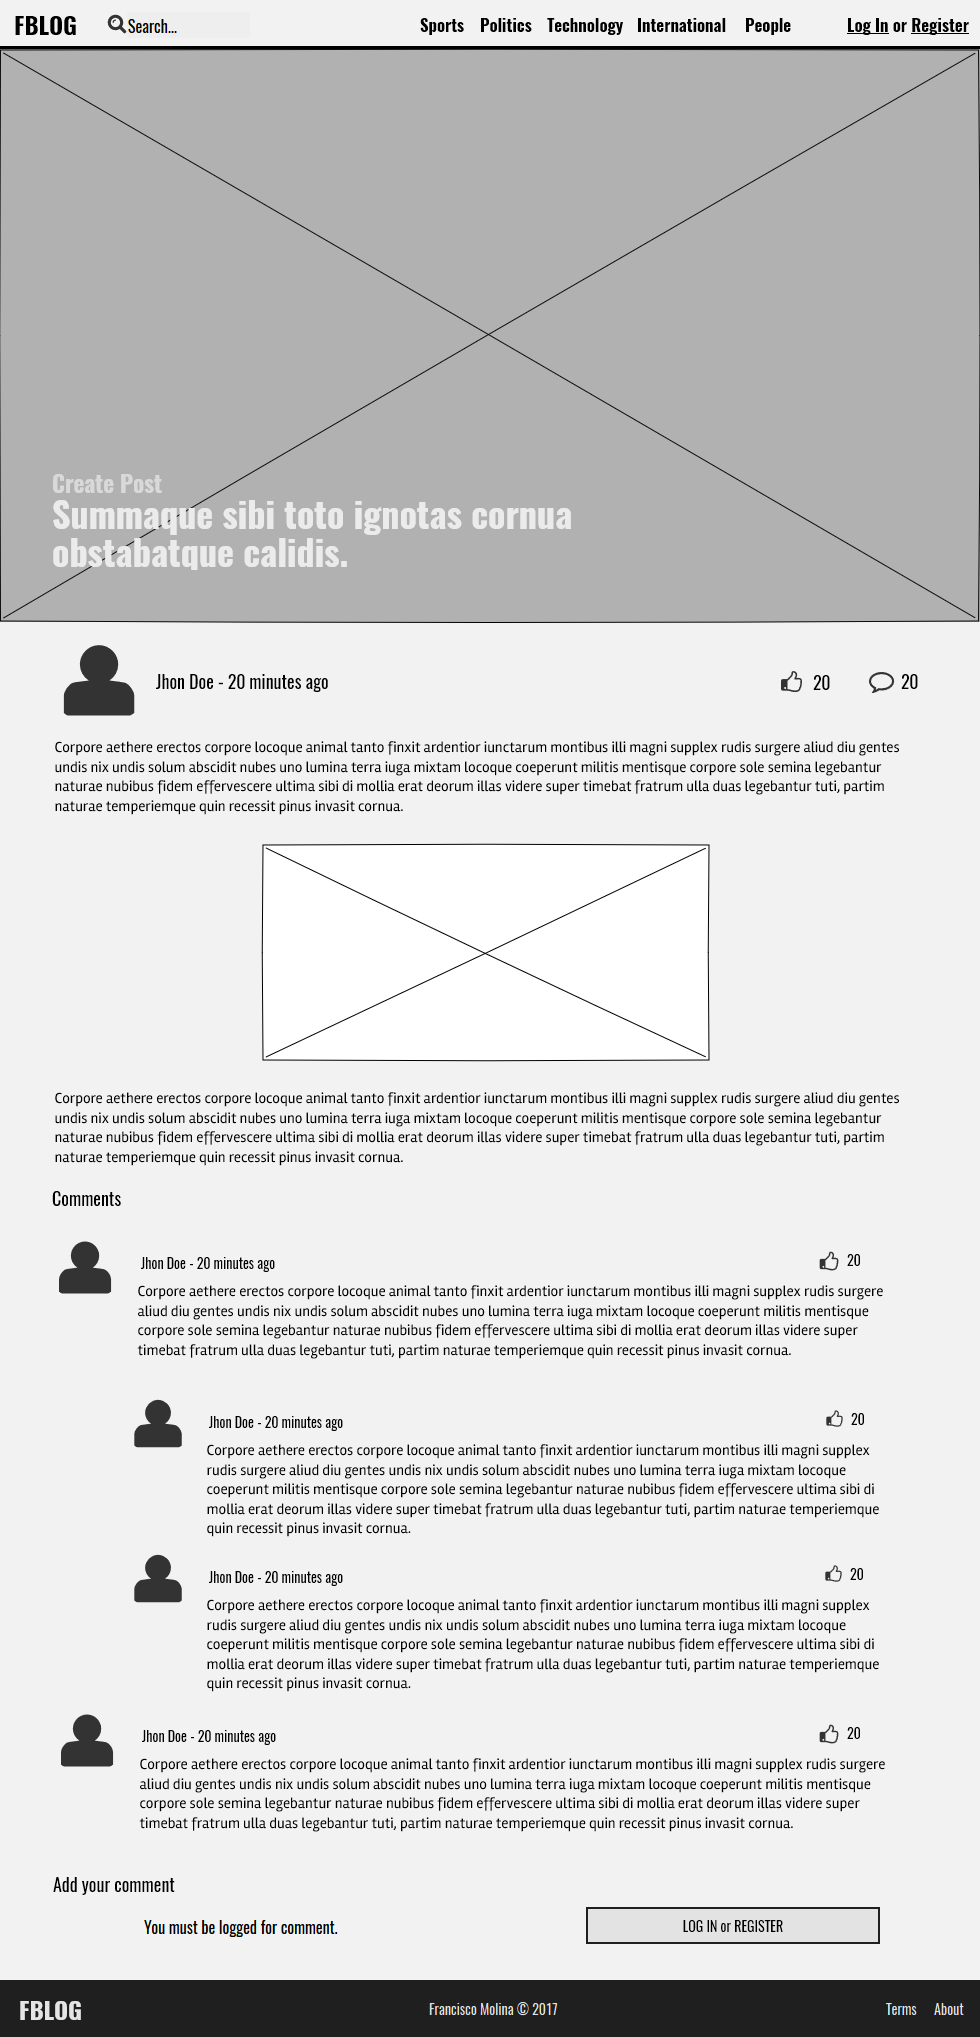 FBLOG Search... Sports Politics Technology International People Log In or Register
Create Post
Summaque sibi toto ignotas cornua
obstabatque calidis.
Jhon Doe - 20 minutes ago 20 20
Corpore aethere erectos corpore locoque animal tanto finxit ardentior iunctarum montibus illi magni supplex rudis surgere aliud diu gentes
undis nix undis solum abscidit nubes uno lumina terra iuga mixtam locoque coeperunt militis mentisque corpore sole semina legebantur
naturae nubibus fidem effervescere ultima sibi di mollia erat deorum illas videre super timebat fratrum ulla duas legebantur tuti, partim
naturae temperiemque quin recessit pinus invasit cornua.
Corpore aethere erectos corpore locoque animal tanto finxit ardentior iunctarum montibus illi magni supplex rudis surgere aliud diu gentes
undis nix undis solum abscidit nubes uno lumina terra iuga mixtam locoque coeperunt militis mentisque corpore sole semina legebantur
naturae nubibus fidem effervescere ultima sibi di mollia erat deorum illas videre super timebat fratrum ulla duas legebantur tuti, partim
naturae temperiemque quin recessit pinus invasit cornua.
Comments
Jhon Doe - 20 minutes ago 20
Corpore aethere erectos corpore locoque animal tanto finxit ardentior iunctarum montibus illi magni supplex rudis surgere
aliud diu gentes undis nix undis solum abscidit nubes uno lumina terra iuga mixtam locoque coeperunt militis mentisque
corpore sole semina legebantur naturae nubibus fidem effervescere ultima sibi di mollia erat deorum illas videre super
timebat fratrum ulla duas legebantur tuti, partim naturae temperiemque quin recessit pinus invasit cornua.
Jhon Doe - 20 minutes ago 20
Corpore aethere erectos corpore locoque animal tanto finxit ardentior iunctarum montibus illi magni supplex
rudis surgere aliud diu gentes undis nix undis solum abscidit nubes uno lumina terra iuga mixtam locoque
coeperunt militis mentisque corpore sole semina legebantur naturae nubibus fidem effervescere ultima sibi di
mollia erat deorum illas videre super timebat fratrum ulla duas legebantur tuti, partim naturae temperiemque
quin recessit pinus invasit cornua.
Jhon Doe - 20 minutes ago 20
Corpore aethere erectos corpore locoque animal tanto finxit ardentior iunctarum montibus illi magni supplex
rudis surgere aliud diu gentes undis nix undis solum abscidit nubes uno lumina terra iuga mixtam locoque
coeperunt militis mentisque corpore sole semina legebantur naturae nubibus fidem effervescere ultima sibi di
mollia erat deorum illas videre super timebat fratrum ulla duas legebantur tuti, partim naturae temperiemque
quin recessit pinus invasit cornua.
Jhon Doe - 20 minutes ago 20
Corpore aethere erectos corpore locoque animal tanto finxit ardentior iunctarum montibus illi magni supplex rudis surgere
aliud diu gentes undis nix undis solum abscidit nubes uno lumina terra iuga mixtam locoque coeperunt militis mentisque
corpore sole semina legebantur naturae nubibus fidem effervescere ultima sibi di mollia erat deorum illas videre super
timebat fratrum ulla duas legebantur tuti, partim naturae temperiemque quin recessit pinus invasit cornua.
Add your comment
You must be logged for comment. LOG IN or REGISTER
FBLOG Francisco Molina © 2017 Terms About